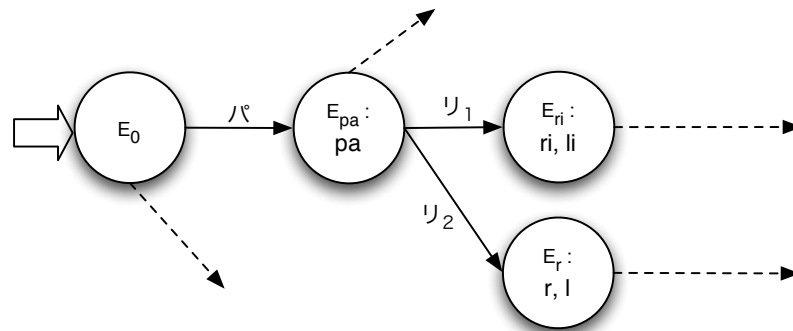 E0
パ
Epa :
pa
リ1
Eri :
ri, li
リ2
Er :
r, l